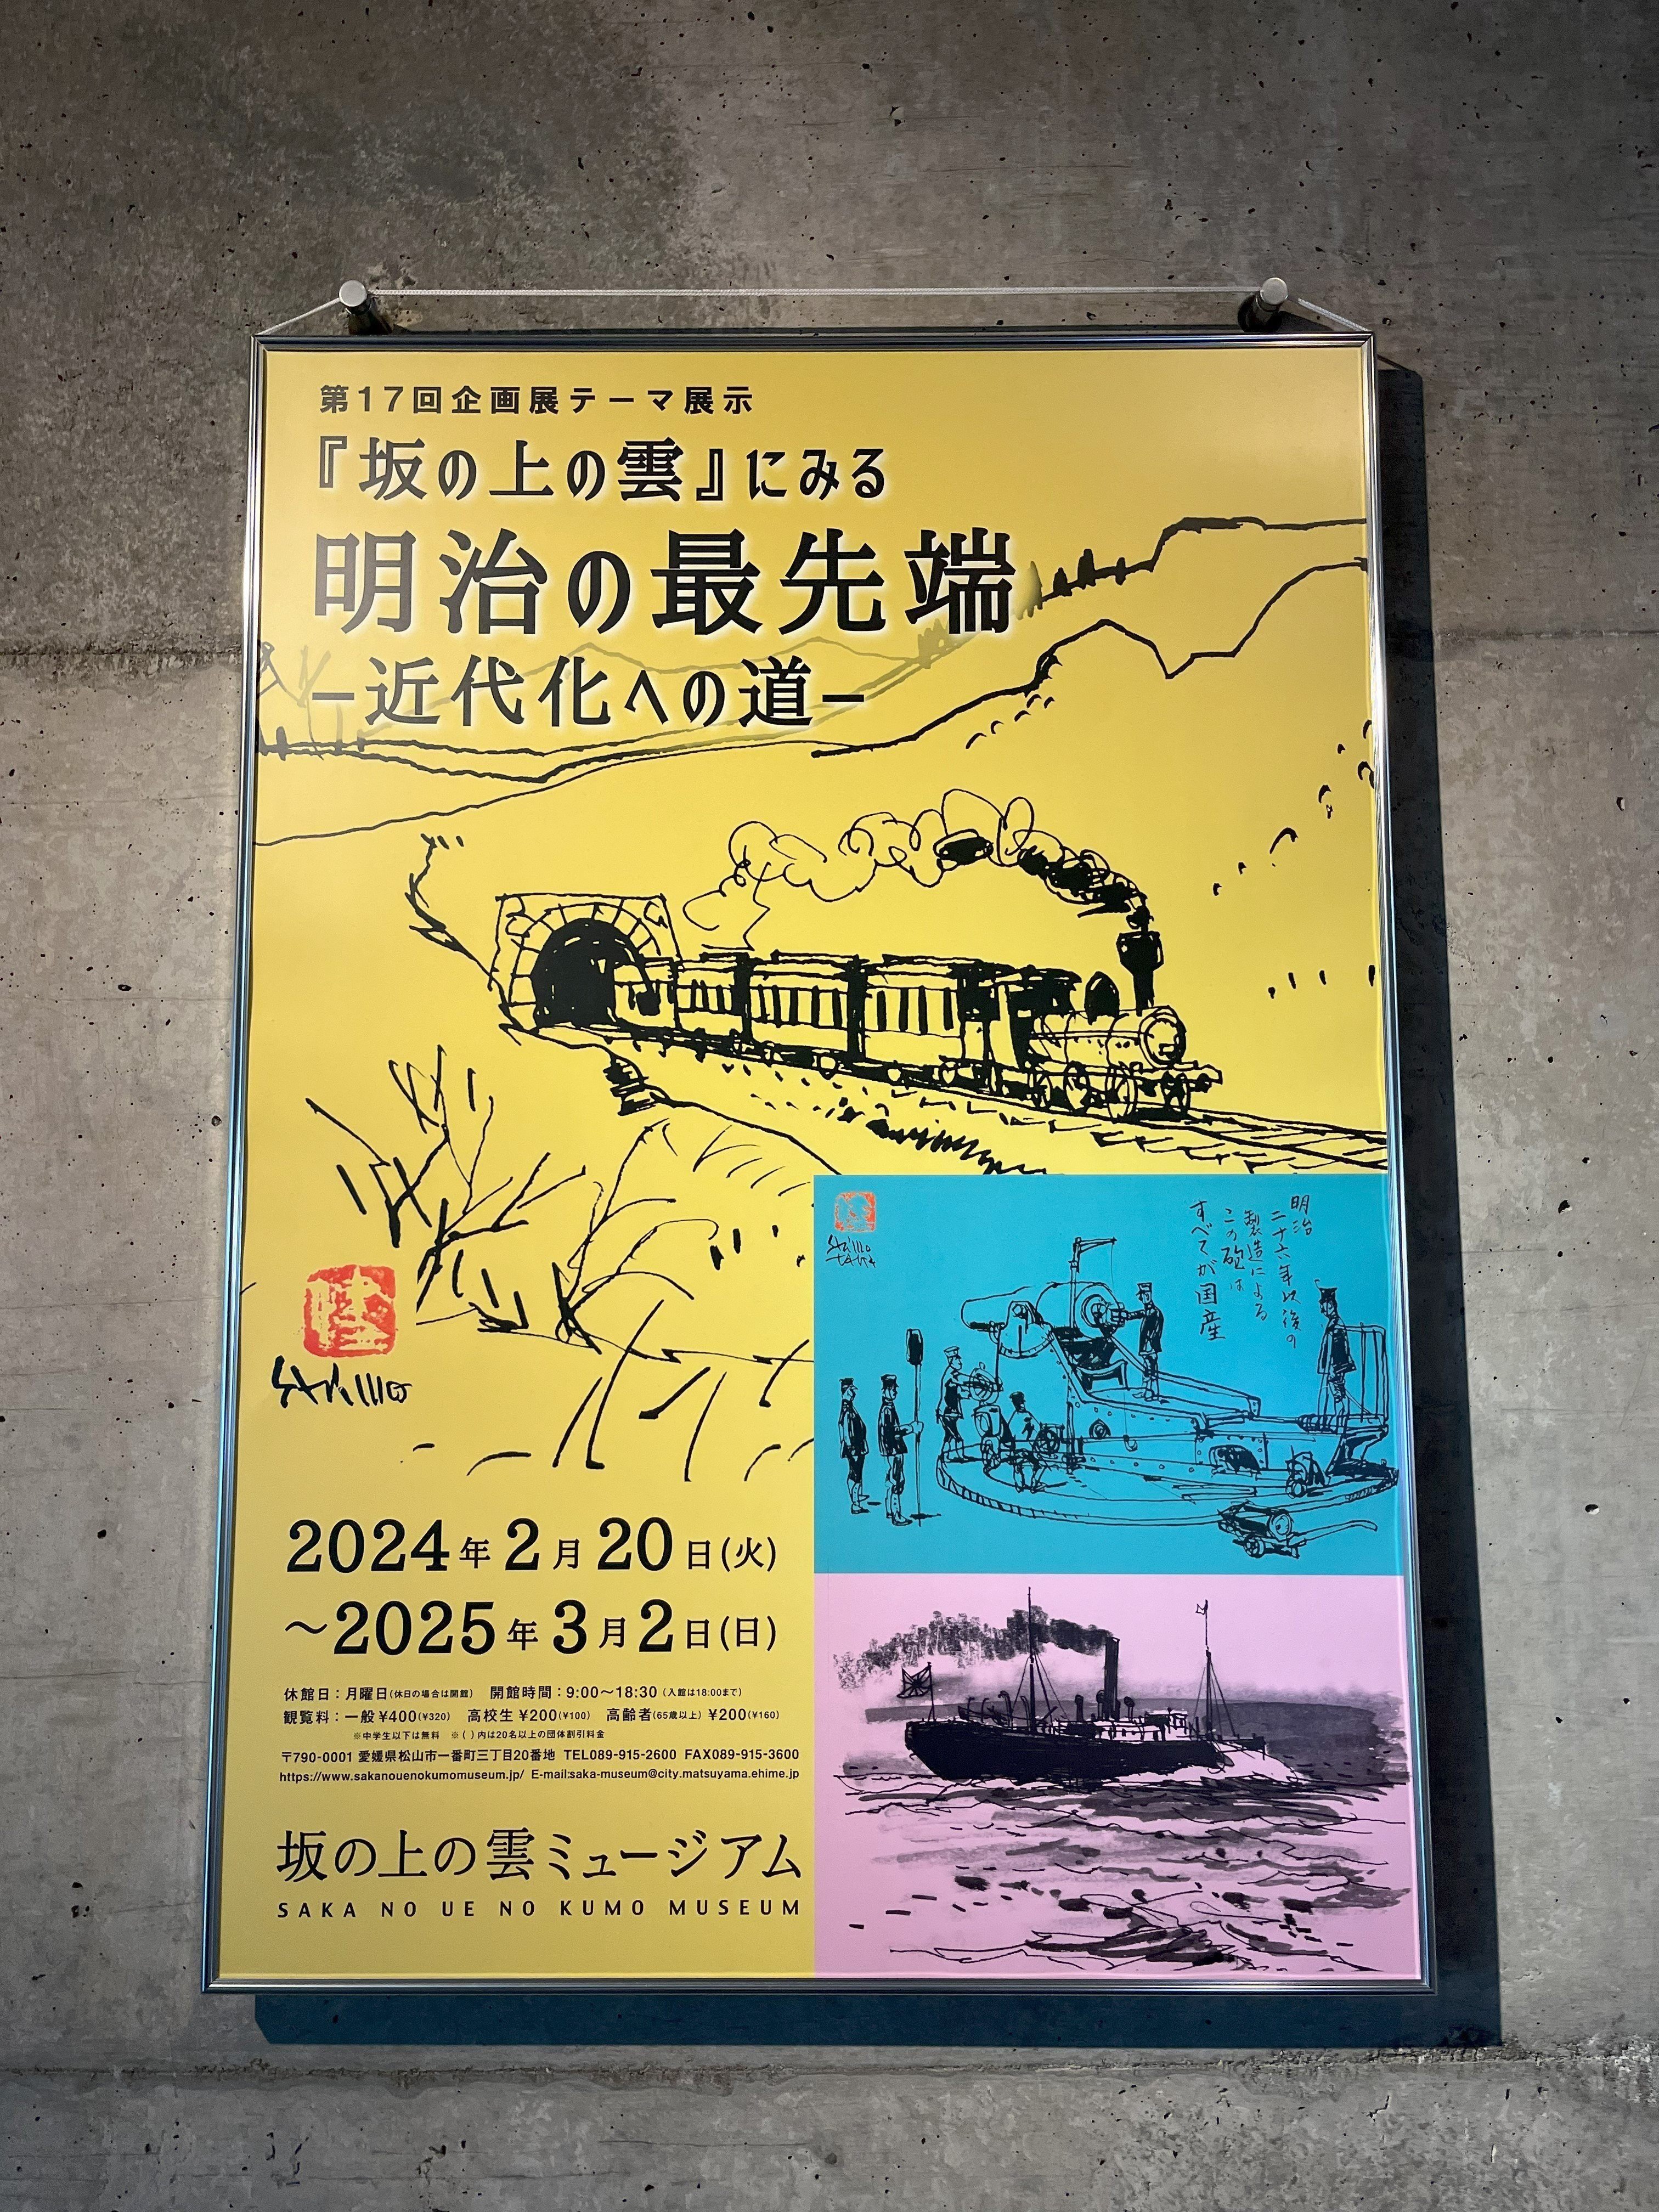 第17回企画展テーマ展示
『坂の上の雲』にみる
明治の最先端
−近代化への道−
明治
二十六年以後の
製造による
この砲は
すべてが国産
2024年2月20日(火)
〜2025年3月2日(日)
休館日：月曜日(休日の場合は開館) 開館時間：9:00〜18:30(入館は18:00まで)
観覧料：一般¥400(¥320) 高校生¥200(¥100) 高齢者(65歳以上)¥200(¥160)
※中学生以下は無料 ※( )内は20名以上の団体割引料金
〒790-0001 愛媛県松山市一番町三丁目20番地 TEL089-915-2600 FAX089-915-3600
https://www.sakanouenokumomuseum.jp/ E-mail:saka-museum@city.matsuyama.ehime.jp
坂の上の雲ミュージアム
SAKA NO UE NO KUMO MUSEUM